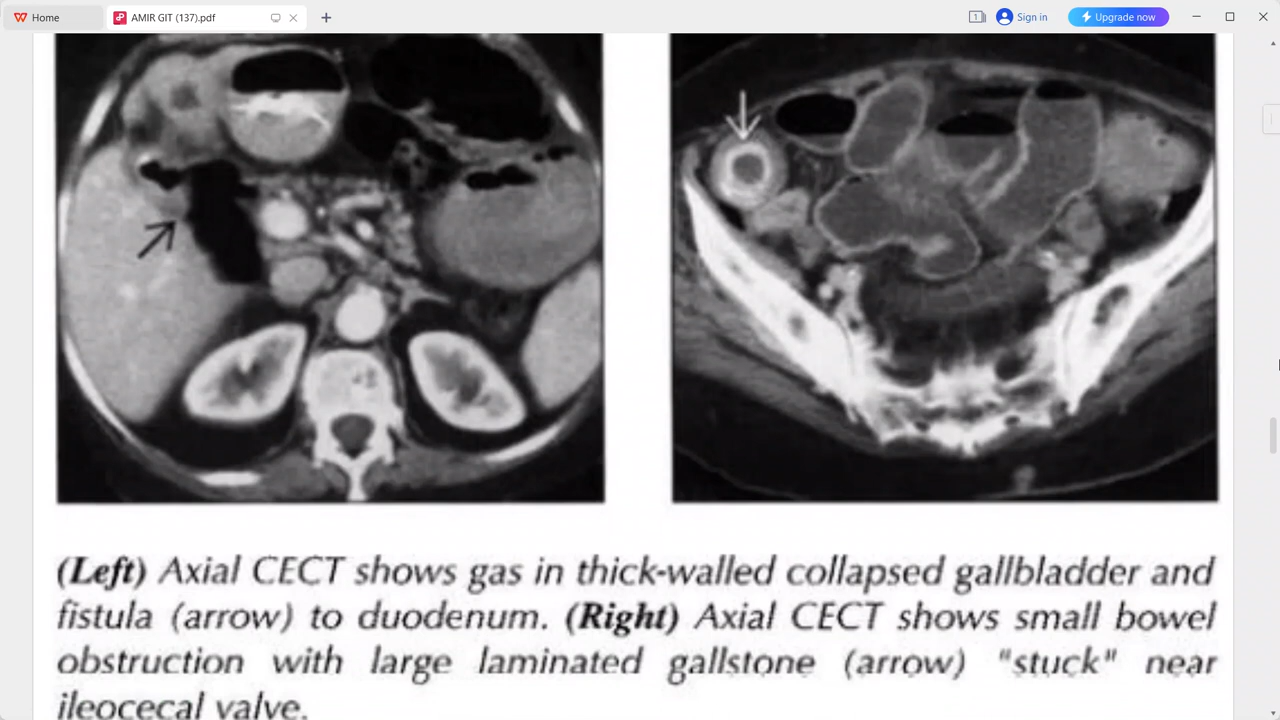 Home
AMIR GIT (137).pdf
1
Sign in
Upgrade now
(Left) Axial CECT shows gas in thick-walled collapsed gallbladder and
fistula (arrow) to duodenum. (Right) Axial CECT shows small bowel
obstruction with large laminated gallstone (arrow) "stuck" near
ileocecal valve.